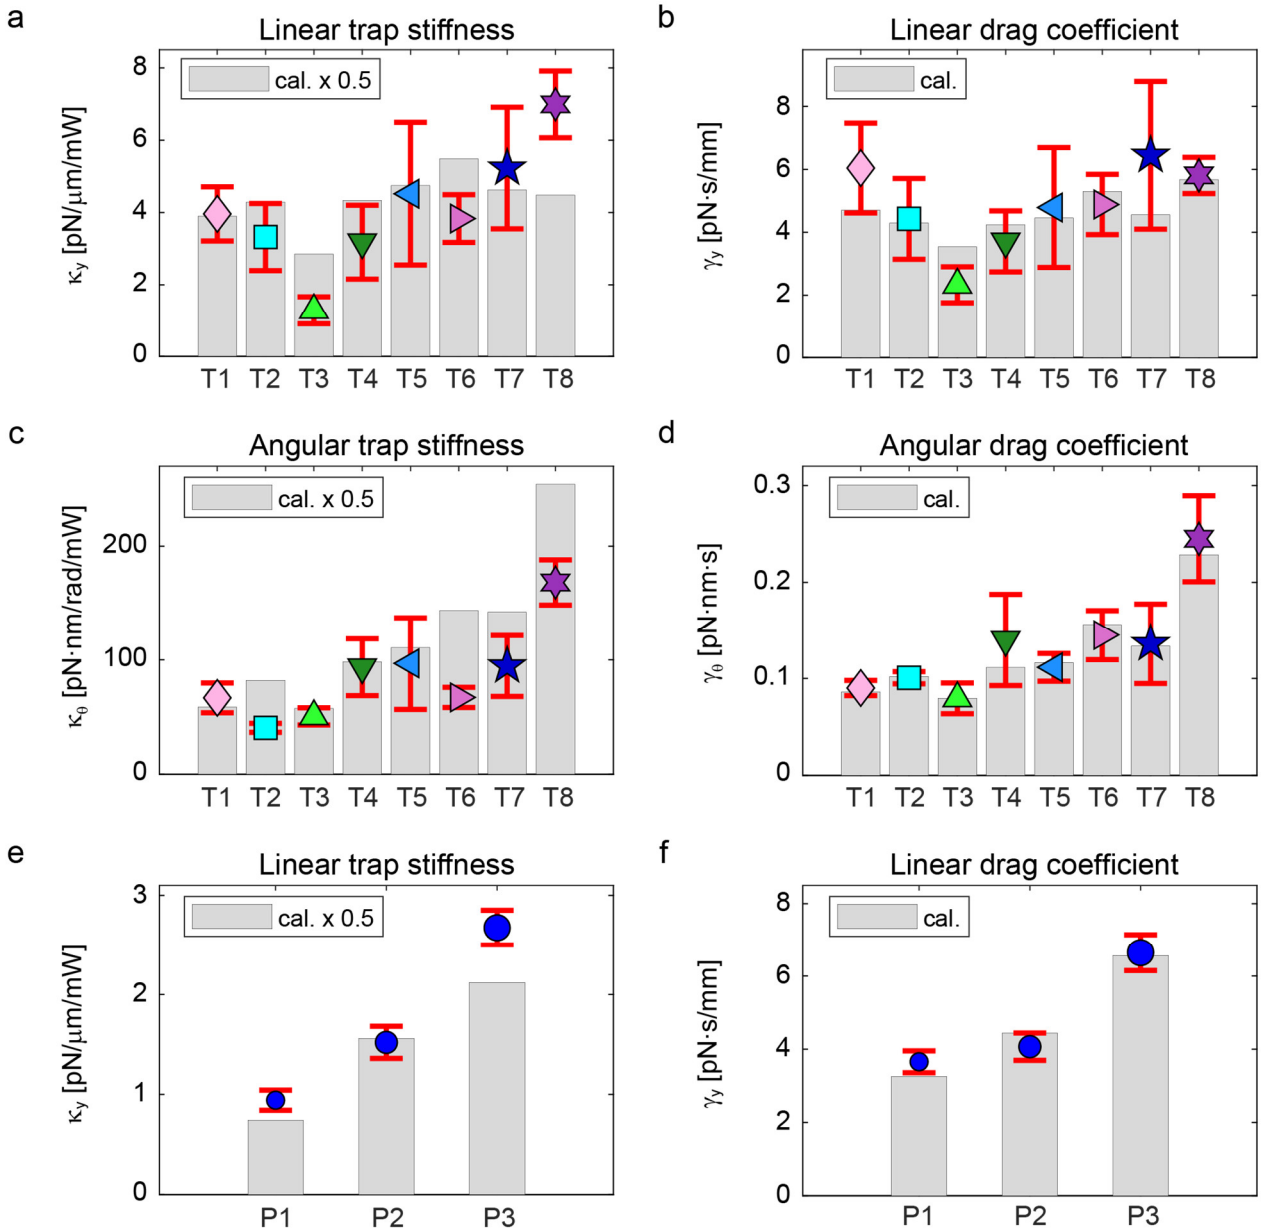 a
Linear trap stiffness
κy [pN/μm/mW]
8
6
4
2
0
cal. x 0.5
T1 T2 T3 T4 T5 T6 T7 T8
b
Linear drag coefficient
γy [pN·s/mm]
8
6
4
2
0
cal.
T1 T2 T3 T4 T5 T6 T7 T8
c
Angular trap stiffness
κθ [pN·nm/rad/mW]
200
100
0
cal. x 0.5
T1 T2 T3 T4 T5 T6 T7 T8
d
Angular drag coefficient
γθ [pN·nm·s]
0.3
0.2
0.1
0
cal.
T1 T2 T3 T4 T5 T6 T7 T8
e
Linear trap stiffness
κy [pN/μm/mW]
3
2
1
0
cal. x 0.5
P1 P2 P3
f
Linear drag coefficient
γy [pN·s/mm]
8
6
4
2
0
cal.
P1 P2 P3